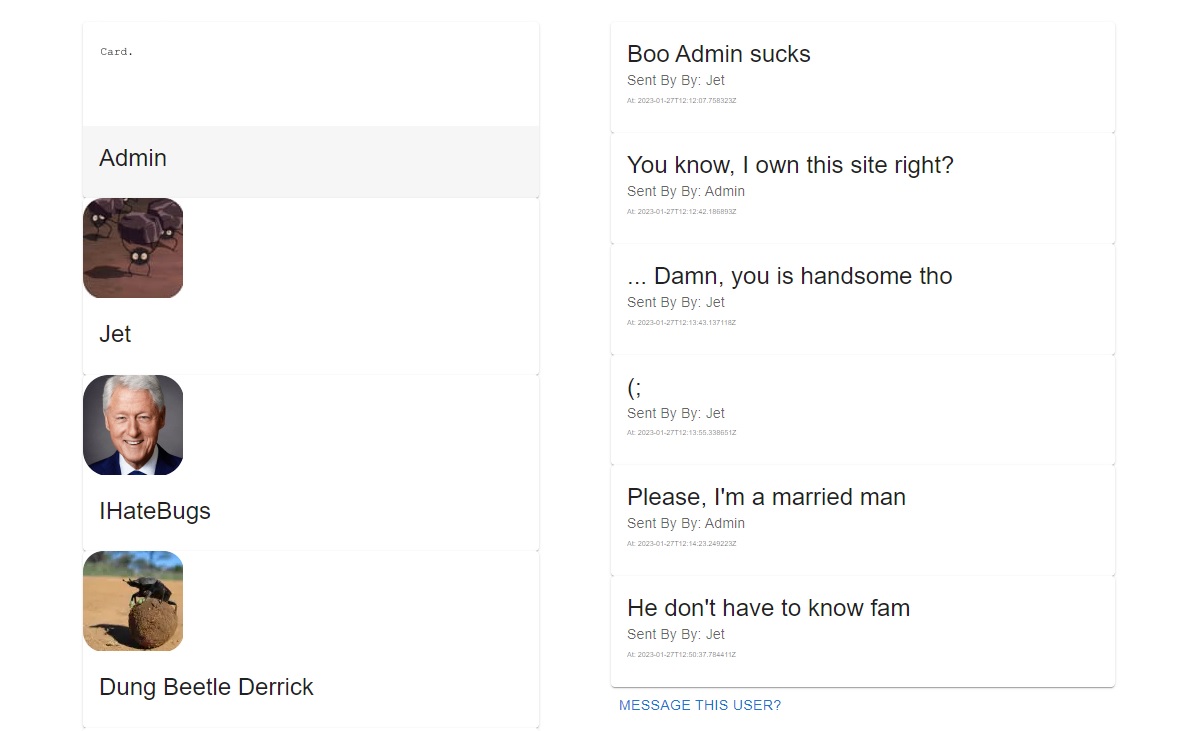 Card.
Admin
Jet
IHateBugs
Dung Beetle Derrick
Boo Admin sucks
Sent By By: Jet
At: 2023-01-27T12:12:07.758323Z
You know, I own this site right?
Sent By By: Admin
At: 2023-01-27T12:12:42.186893Z
... Damn, you is handsome tho
Sent By By: Jet
At: 2023-01-27T12:13:43.137118Z
(;
Sent By By: Jet
At: 2023-01-27T12:13:55.338651Z
Please, I'm a married man
Sent By By: Admin
At: 2023-01-27T12:14:23.249223Z
He don't have to know fam
Sent By By: Jet
At: 2023-01-27T12:50:37.784411Z
MESSAGE THIS USER?